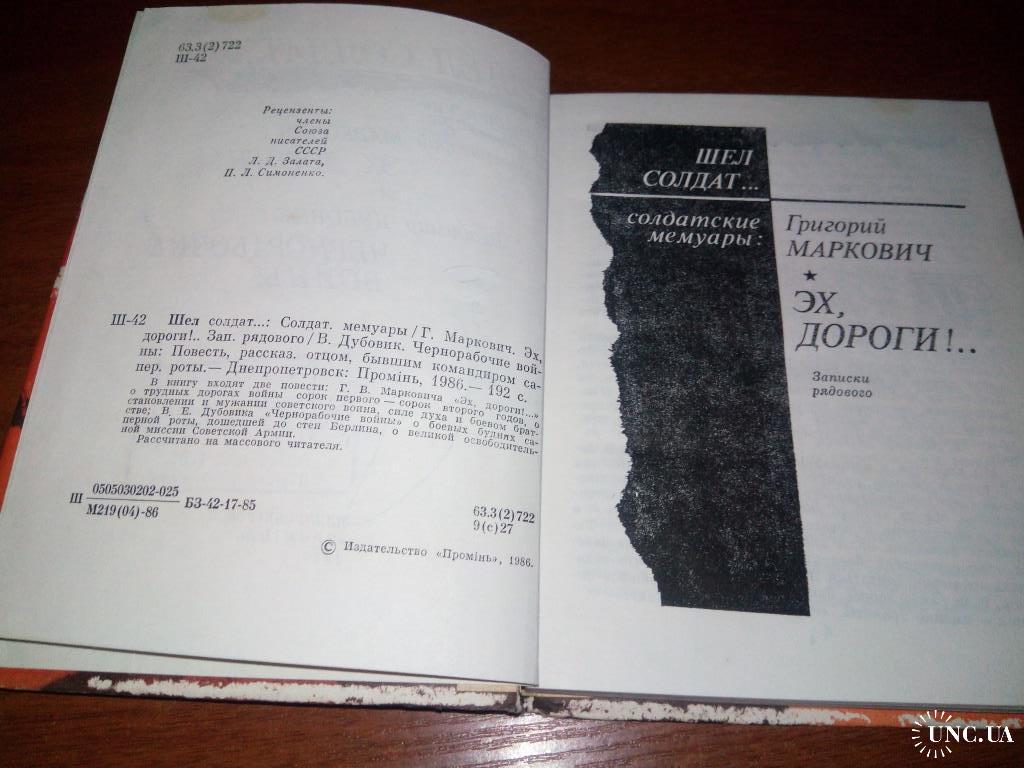 63.3(2)722
Ш-42
Рецензенты:
члены
Союза
писателей
СССР
Л. Д. Залата,
П. Л. Симоненко.
Ш-42 Шел солдат...: Солдат. мемуары / Г. Маркович. Эх,
дороги!.. Зап. рядового / В. Дубовик. Чернорабочие вой-
ны: Повесть, рассказ. отцом, бывшим командиром са-
пер. роты.— Днепропетровск: Промінь, 1986.— 192 с.
В книгу входят две повести: Г. В. Марковича «Эх, дороги!...»
о трудных дорогах войны сорок первого — сорок второго годов, о
становлении и мужании советского воина, силе духа и боевом брат-
стве; В. Е. Дубовика «Чернорабочие войны» о боевых буднях са-
перной роты, дошедшей до стен Берлина, о великой освободитель-
ной миссии Советской Армии.
Рассчитано на массового читателя.
Ш 0505030202-025
М219(04)-86 БЗ-42-17-85
63.3(2)722
9(с)27
© Издательство «Промінь», 1986.
ШЕЛ
СОЛДАТ...
солдатские
мемуары:
Григорий
МАРКОВИЧ
★
ЭХ,
ДОРОГИ!..
Записки
рядового
UNC.UA